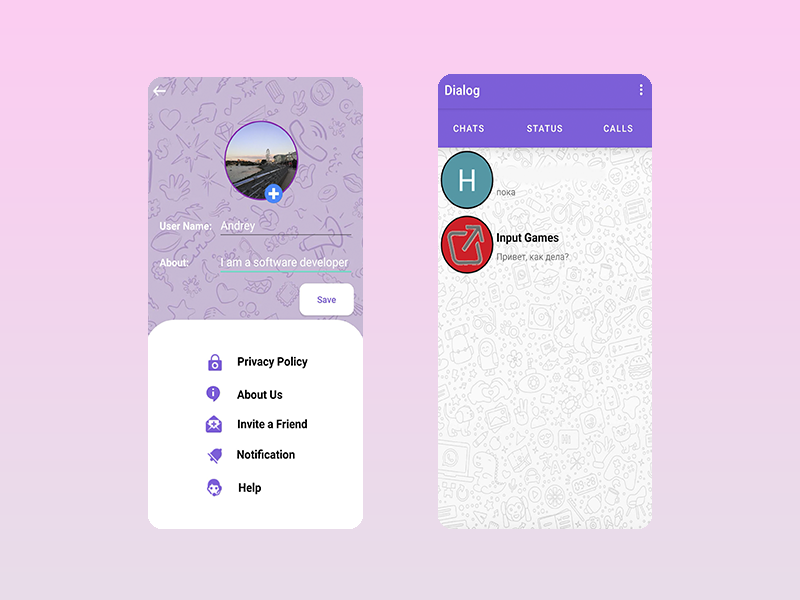 User Name: Andrey
About: I am a software developer
Save
Privacy Policy
About Us
Invite a Friend
Notification
Help
Dialog
CHATS STATUS CALLS
H
пока
Input Games
Привет, как дела?